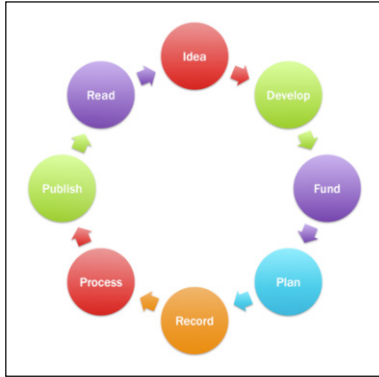 Idea
Develop
Fund
Plan
Record
Process
Publish
Read